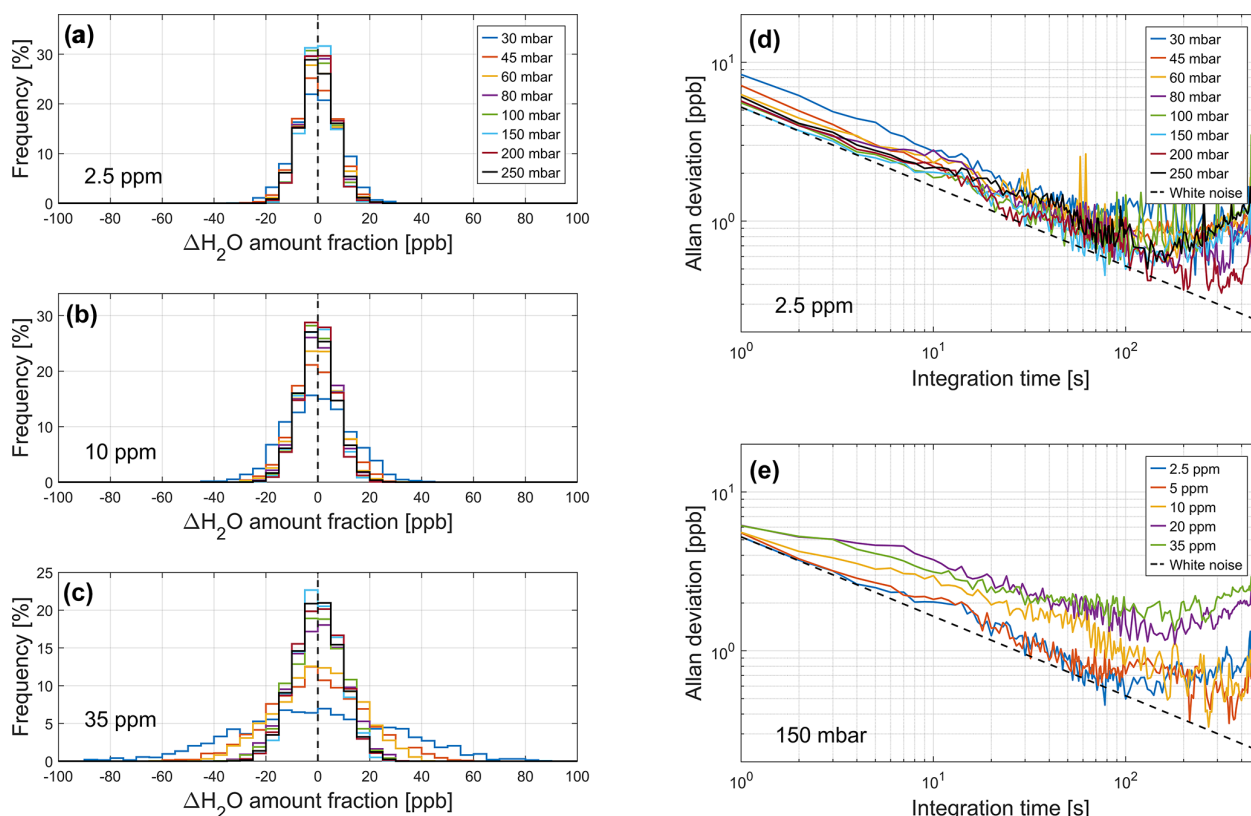 (a)
Frequency [%]
30
20
10
0
2.5 ppm
30 mbar
45 mbar
60 mbar
80 mbar
100 mbar
150 mbar
200 mbar
250 mbar
-100 -80 -60 -40 -20 0 20 40 60 80 100
ΔH2O amount fraction [ppb]
(b)
Frequency [%]
30
20
10
0
10 ppm
-100 -80 -60 -40 -20 0 20 40 60 80 100
ΔH2O amount fraction [ppb]
(c)
Frequency [%]
25
20
15
10
5
0
35 ppm
-100 -80 -60 -40 -20 0 20 40 60 80 100
ΔH2O amount fraction [ppb]
(d)
Allan deviation [ppb]
10^1
10^0
2.5 ppm
30 mbar
45 mbar
60 mbar
80 mbar
100 mbar
150 mbar
200 mbar
250 mbar
White noise
10^0 10^1 10^2
Integration time [s]
(e)
Allan deviation [ppb]
10^1
10^0
150 mbar
2.5 ppm
5 ppm
10 ppm
20 ppm
35 ppm
White noise
10^0 10^1 10^2
Integration time [s]